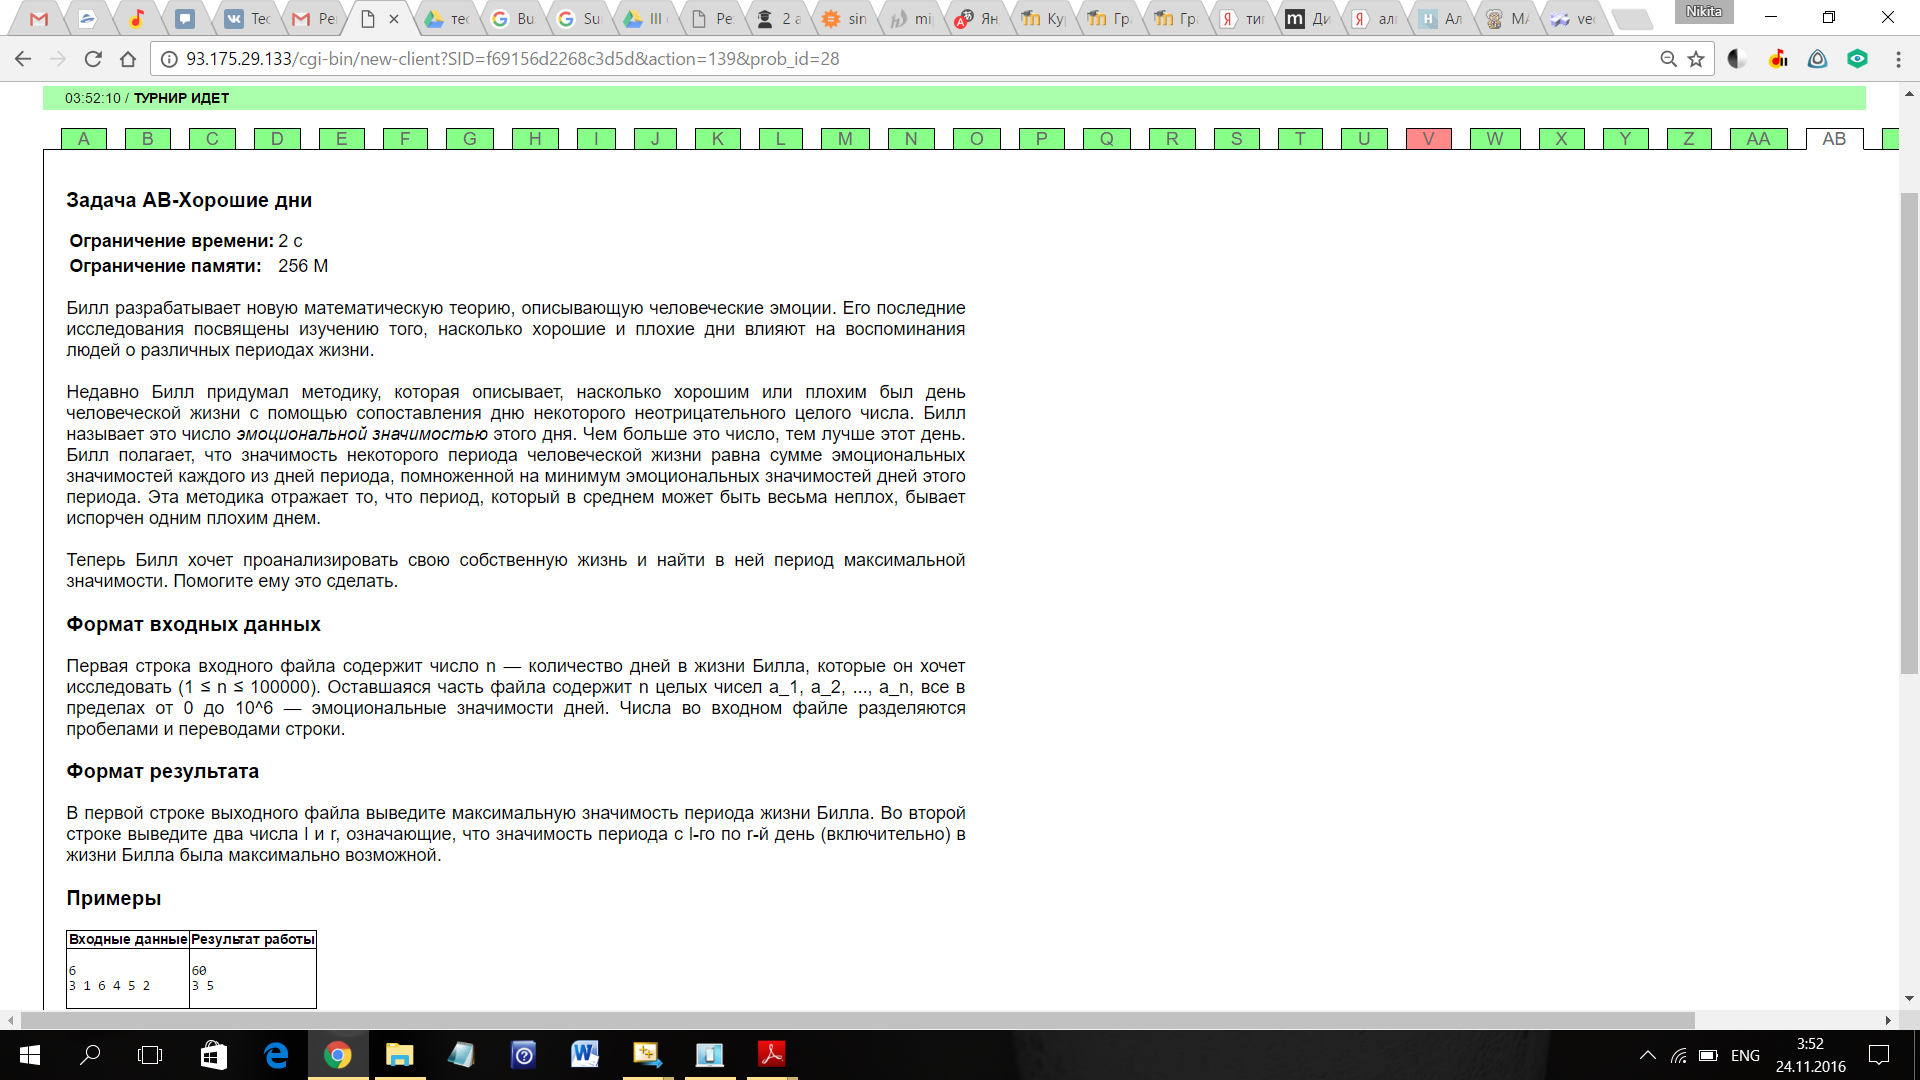 Тес
Ре
тес
Bu
Su
III
Ре
2 а
sin
mi
Ян
Ку
Гр
Гр
тип
Ди
алг
Ал
МА
vec
Nikita
93.175.29.133/cgi-bin/new-client?SID=f69156d2268c3d5d&action=139&prob_id=28
03:52:10 / ТУРНИР ИДЕТ
A B C D E F G H I J K L M N O P Q R S T U V W X Y Z AA AB
Задача AB-Хорошие дни
Ограничение времени: 2 с
Ограничение памяти: 256 M
Билл разрабатывает новую математическую теорию, описывающую человеческие эмоции. Его последние
исследования посвящены изучению того, насколько хорошие и плохие дни влияют на воспоминания
людей о различных периодах жизни.
Недавно Билл придумал методику, которая описывает, насколько хорошим или плохим был день
человеческой жизни с помощью сопоставления дню некоторого неотрицательного целого числа. Билл
называет это число эмоциональной значимостью этого дня. Чем больше это число, тем лучше этот день.
Билл полагает, что значимость некоторого периода человеческой жизни равна сумме эмоциональных
значимостей каждого из дней периода, помноженной на минимум эмоциональных значимостей дней этого
периода. Эта методика отражает то, что период, который в среднем может быть весьма неплох, бывает
испорчен одним плохим днем.
Теперь Билл хочет проанализировать свою собственную жизнь и найти в ней период максимальной
значимости. Помогите ему это сделать.
Формат входных данных
Первая строка входного файла содержит число n — количество дней в жизни Билла, которые он хочет
исследовать (1 ≤ n ≤ 100000). Оставшаяся часть файла содержит n целых чисел a_1, a_2, ..., a_n, все в
пределах от 0 до 10^6 — эмоциональные значимости дней. Числа во входном файле разделяются
пробелами и переводами строки.
Формат результата
В первой строке выходного файла выведите максимальную значимость периода жизни Билла. Во второй
строке выведите два числа l и r, означающие, что значимость периода с l-го по r-й день (включительно) в
жизни Билла была максимально возможной.
Примеры
Входные данные Результат работы
6 60
3 1 6 4 5 2 3 5
ENG
3:52
24.11.2016